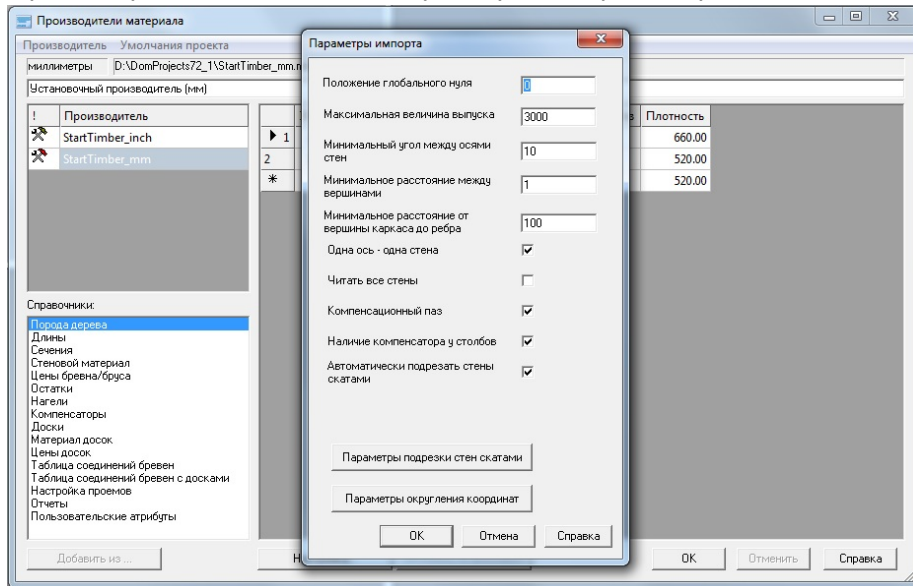 Производители материала
Производитель Умолчания проекта
миллиметры D:\DomProjects72_1\StartTimber_mm.m
Установочный производитель (мм)
! Производитель
StartTimber_inch
StartTimber_mm
Справочники:
Порода дерева
Длины
Сечения
Стеновой материал
Цены бревна/бруса
Остатки
Нагели
Компенсаторы
Доски
Материал досок
Цены досок
Таблица соединений бревен
Таблица соединений бревен с досками
Настройка проемов
Отчеты
Пользовательские атрибуты
Добавить из ...
1
2
*
Параметры импорта
Положение глобального нуля 0
Максимальная величина выпуска 3000
Минимальный угол между осями
стен 10
Минимальное расстояние между
вершинами 1
Минимальное расстояние от
вершины каркаса до ребра 100
Одна ось - одна стена
Читать все стены
Компенсационный паз
Наличие компенсатора у столбов
Автоматически подрезать стены
скатами
Параметры подрезки стен скатами
Параметры округления координат
OK Отмена Справка
в Плотность
660.00
520.00
520.00
Н
OK Отменить Справка